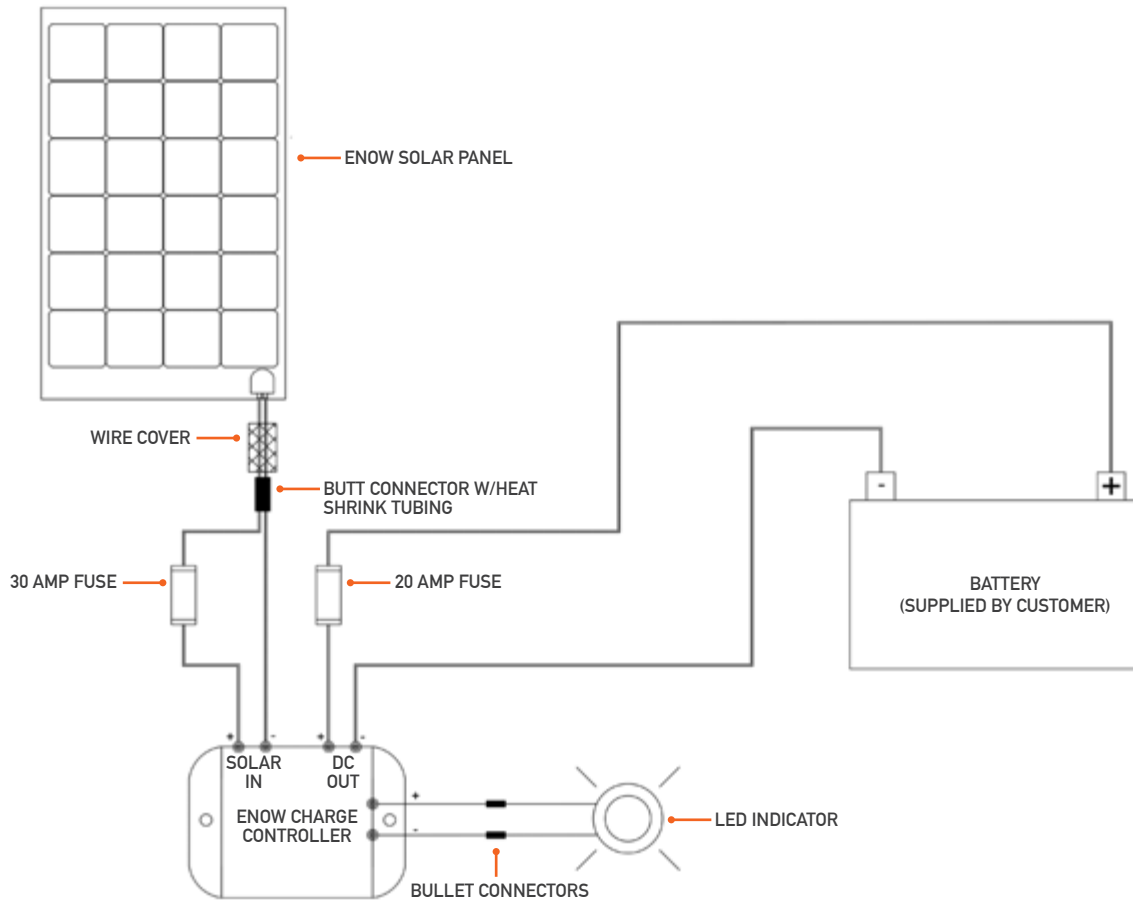 ENOW SOLAR PANEL
WIRE COVER
BUTT CONNECTOR W/HEAT
SHRINK TUBING
- +
30 AMP FUSE
20 AMP FUSE
BATTERY
(SUPPLIED BY CUSTOMER)
+ - + -
SOLAR
IN
DC
OUT
ENOW CHARGE
CONTROLLER
+
-
LED INDICATOR
BULLET CONNECTORS